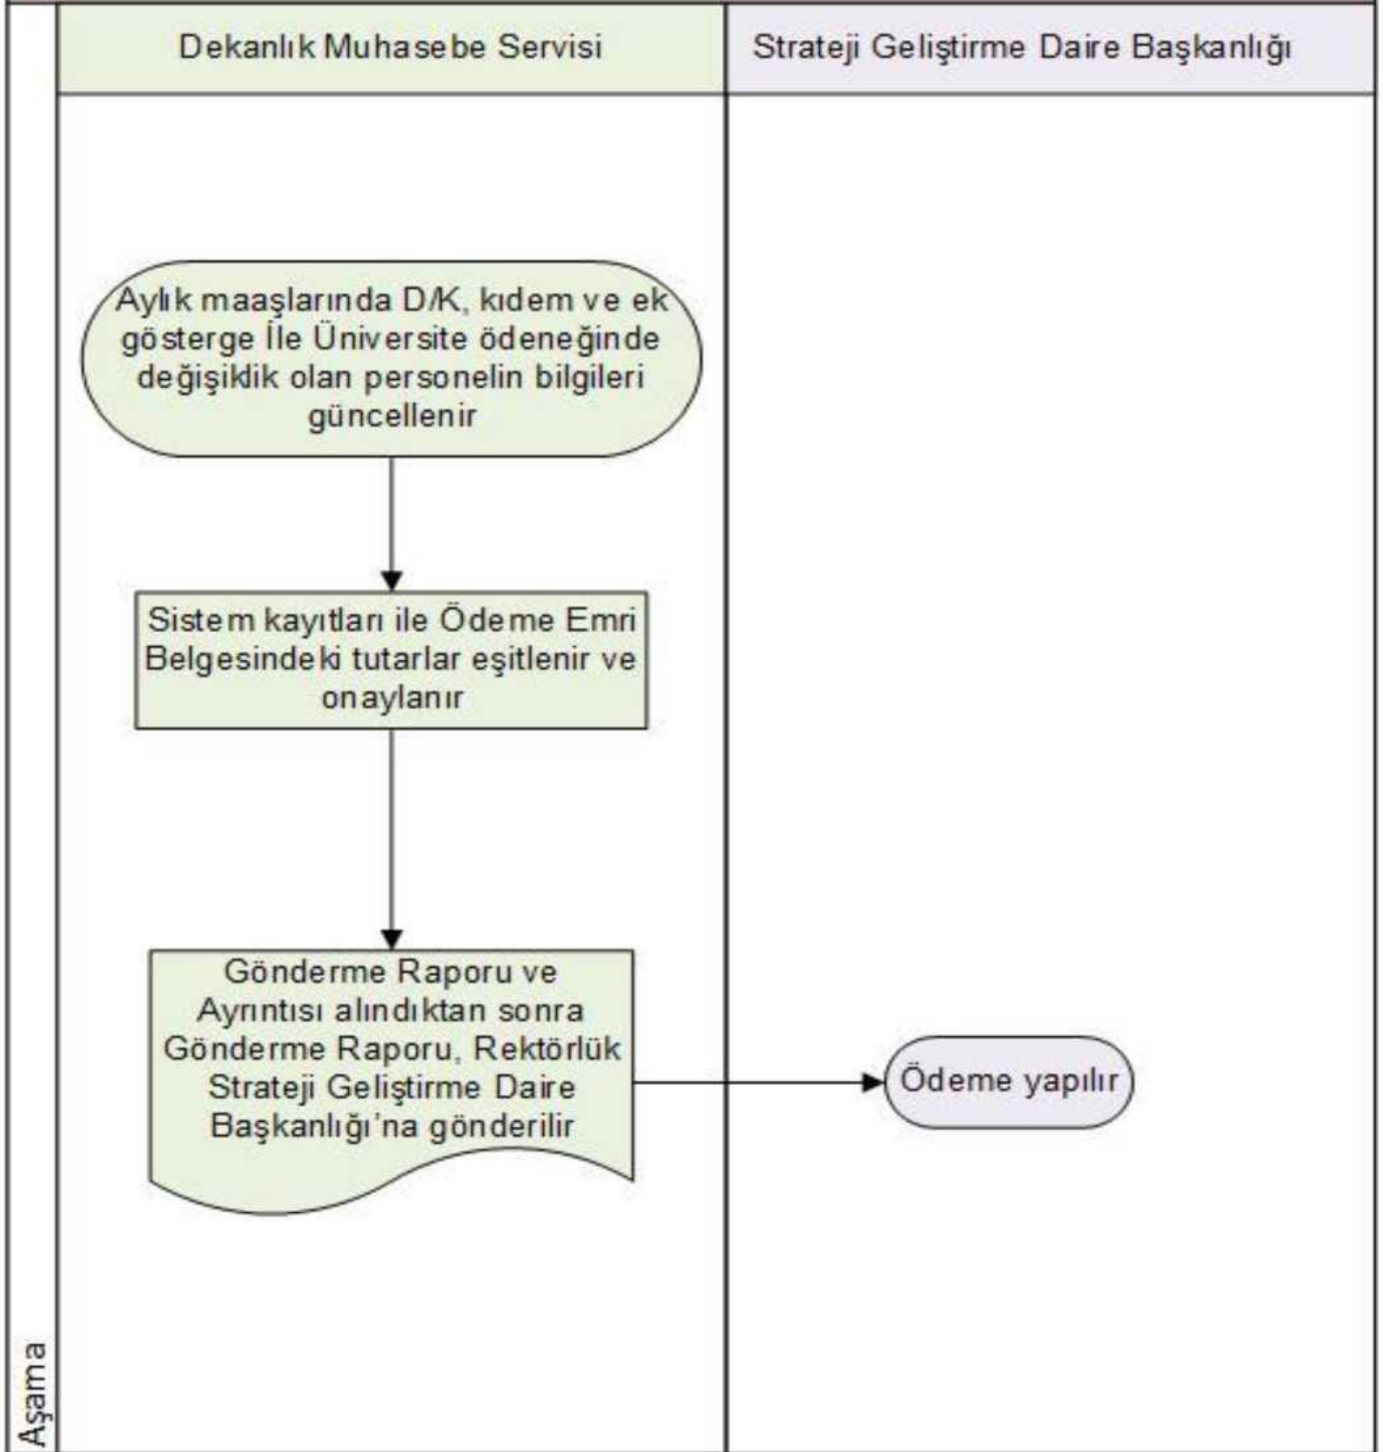 Dekanlık Muhasebe Servisi
Strateji Geliştirme Daire Başkanlığı
Aylık maaşlarında D/K, kıdem ve ek
gösterge İle Üniversite ödeneğinde
değişiklik olan personelin bilgileri
güncellenir
Sistem kayıtları ile Ödeme Emri
Belgesindeki tutarlar eşitlenir ve
onaylanır
Gönderme Raporu ve
Ayrıntısı alındıktan sonra
Gönderme Raporu, Rektörlük
Strateji Geliştirme Daire
Başkanlığı’na gönderilir
Ödeme yapılır
Aşama